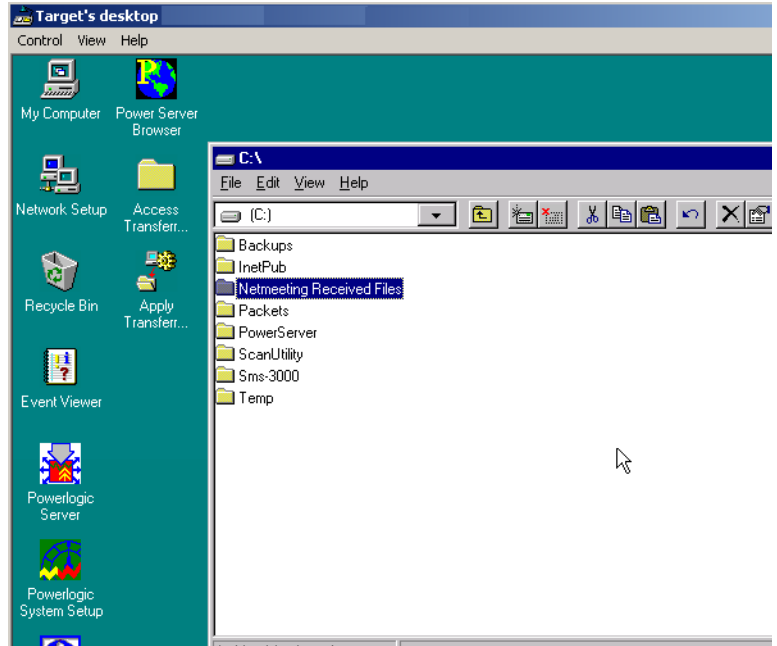 Target's desktop
Control View Help
My Computer
Power Server
Browser
Network Setup
Access
Transferr...
Recycle Bin
Apply
Transferr...
Event Viewer
Powerlogic
Server
Powerlogic
System Setup
C:\
File Edit View Help
(C:)
Backups
InetPub
Netmeeting Received Files
Packets
PowerServer
ScanUtility
Sms-3000
Temp